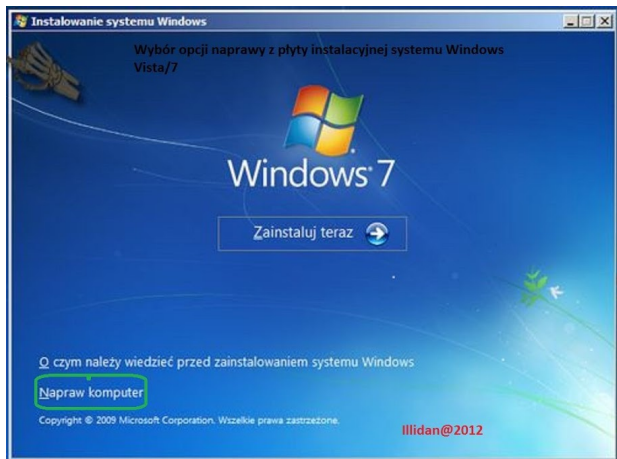 Instalowanie systemu Windows
Wybór opcji naprawy z płyty instalacyjnej systemu Windows
Vista/7
Windows 7
Zainstaluj teraz
O czym należy wiedzieć przed zainstalowaniem systemu Windows
Napraw komputer
Copyright © 2009 Microsoft Corporation. Wszelkie prawa zastrzeżone.
Illidan@2012